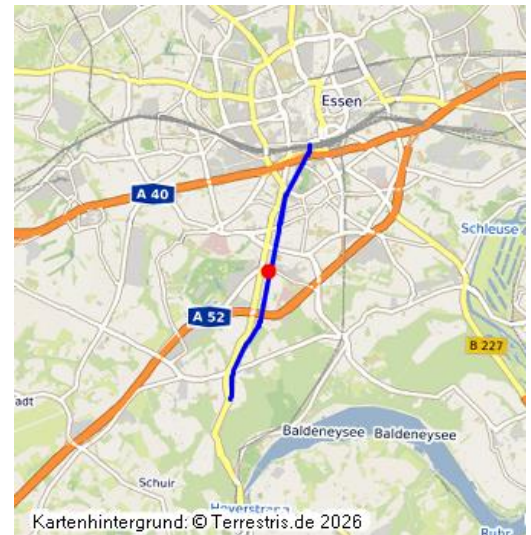 Essen
A 40
Schleuse
A 52
B 227
Baldeneysee
Baldeneysee
Schuir
Kartenhintergrund: © Terrestris.de 2026